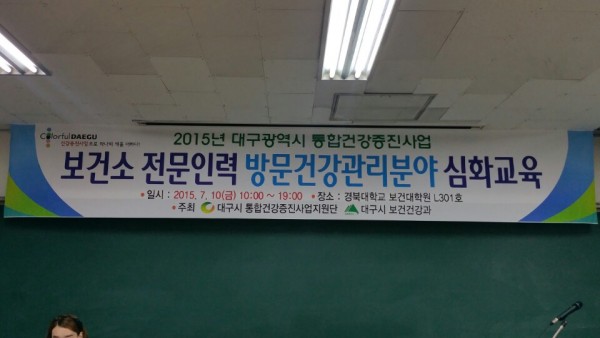 Colorful DAEGU
2015년 대구광역시 통합건강증진사업
보건소 전문인력 방문건강관리분야 심화교육
• 일시 : 2015, 7, 10(금) 10:00 ~ 19:00 • 장소 : 경북대학교 보건대학원 L301호
• 주최 대구시 통합건강증진사업지원단 대구시 보건건강과